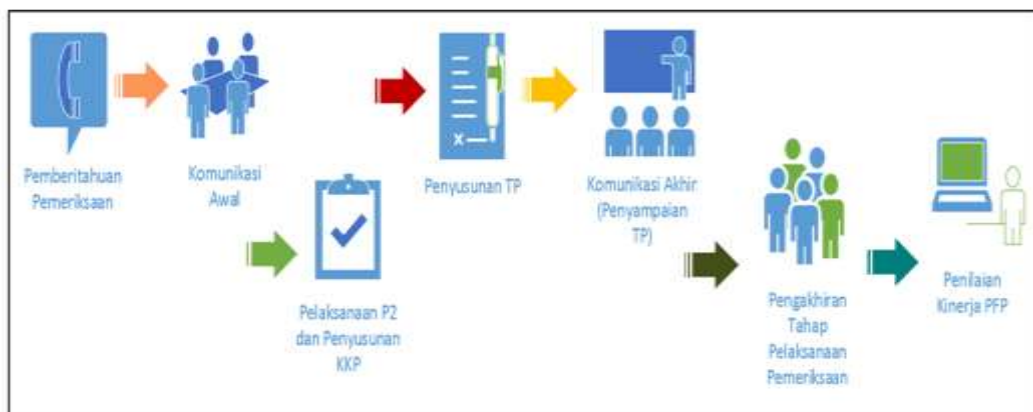 Pemberitahuan
Pemeriksaan
Komunikasi
Awal
Pelaksanaan P2
dan Penyusunan
KKP
X
Penyusunan TP
Komunikasi Akhir
(Penyampaian
TP)
Pengakhiran
Tahap
Pelaksanaan
Pemeriksaan
Penilaian
Kinerja PFP